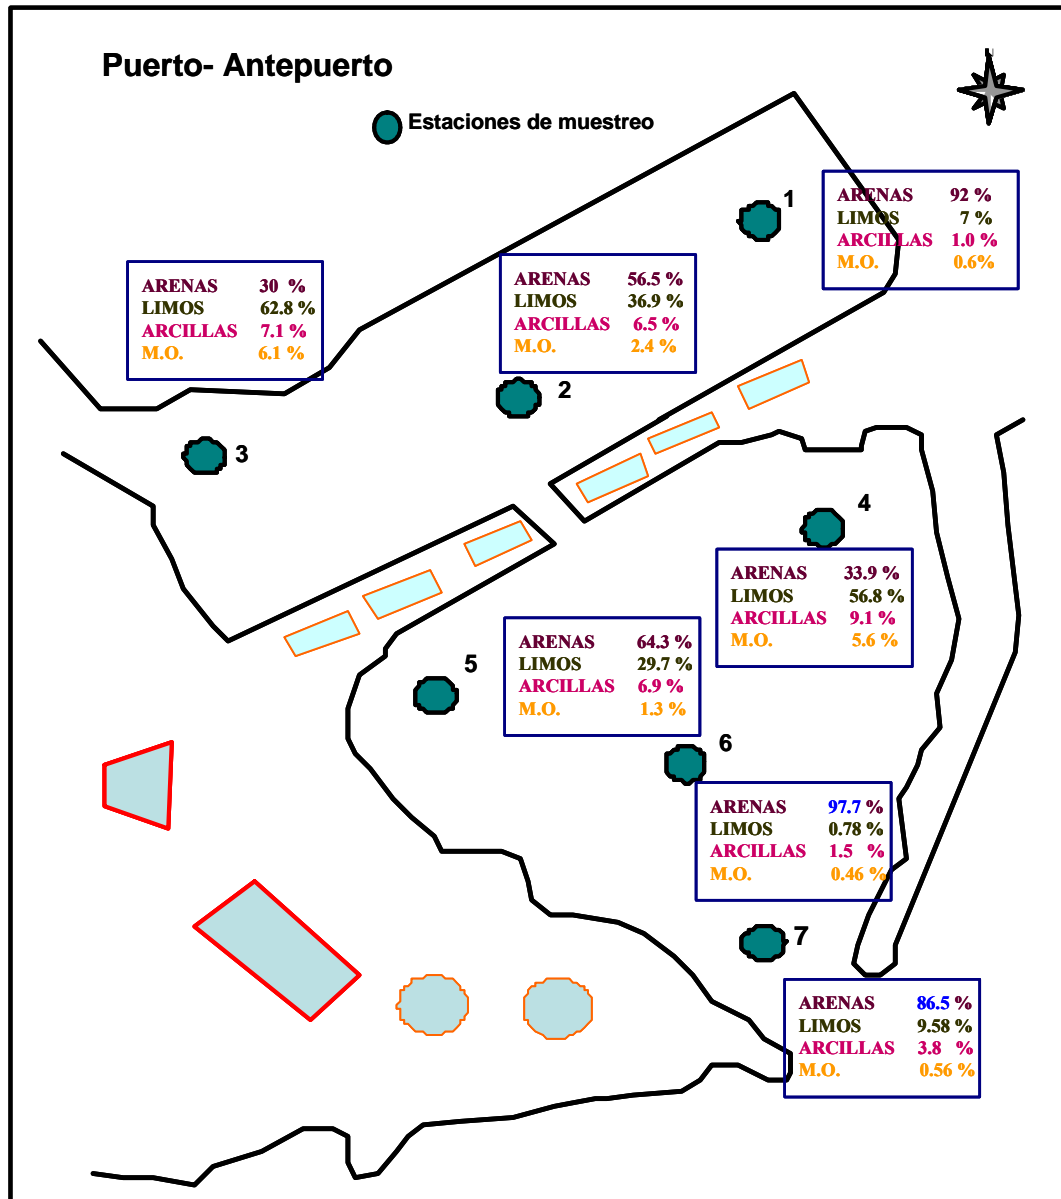 Puerto- Antepuerto
Estaciones de muestreo
1
ARENAS 92 %
LIMOS 7 %
ARCILLAS 1.0 %
M.O. 0.6%
ARENAS 30 %
LIMOS 62.8 %
ARCILLAS 7.1 %
M.O. 6.1 %
ARENAS 56.5 %
LIMOS 36.9 %
ARCILLAS 6.5 %
M.O. 2.4 %
2
3
4
ARENAS 33.9 %
LIMOS 56.8 %
ARCILLAS 9.1 %
M.O. 5.6 %
5
ARENAS 64.3 %
LIMOS 29.7 %
ARCILLAS 6.9 %
M.O. 1.3 %
6
ARENAS 97.7 %
LIMOS 0.78 %
ARCILLAS 1.5 %
M.O. 0.46 %
7
ARENAS 86.5 %
LIMOS 9.58 %
ARCILLAS 3.8 %
M.O. 0.56 %